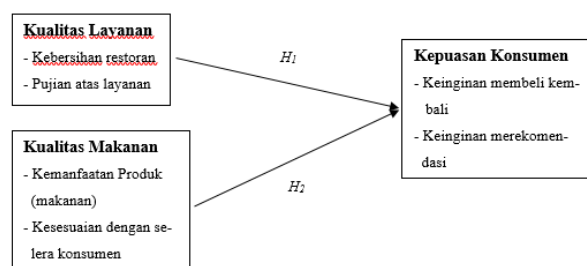 Kualitas Layanan
- Kebersihan restoran
- Pujian atas layanan
H1
Kepuasan Konsumen
- Keinginan membeli kem-
bali
- Keinginan merekomen-
dasi
Kualitas Makanan
- Kemanfaatan Produk
(makanan)
- Kesesuaian dengan se-
lera konsumen
H2